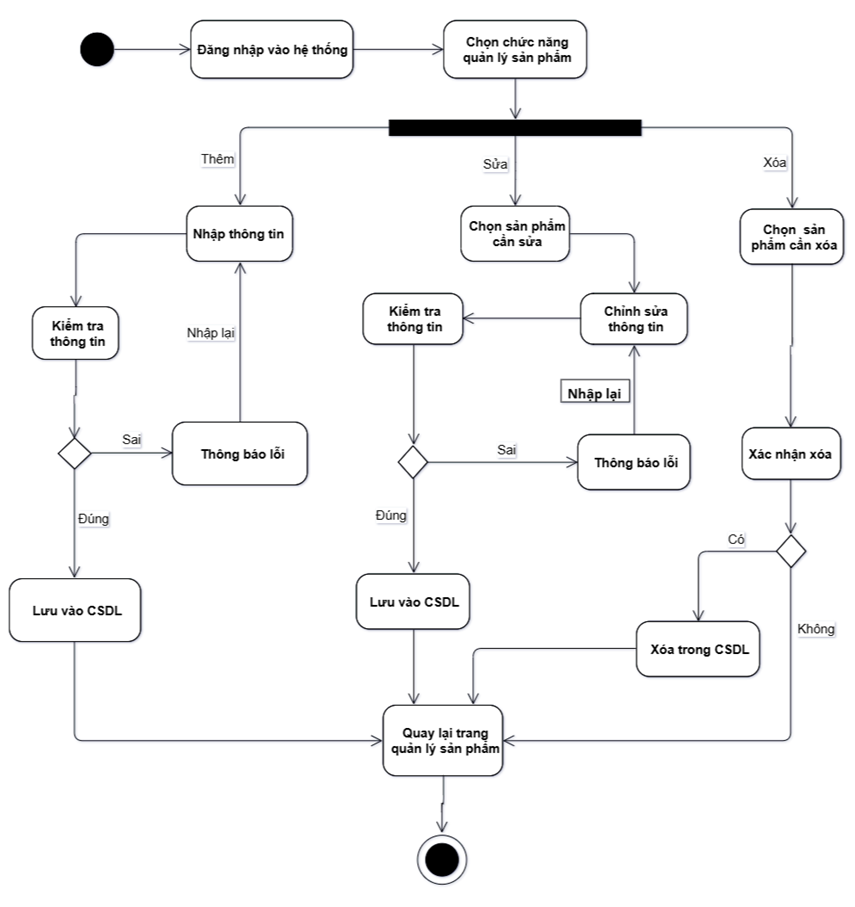 Đăng nhập vào hệ thống
Chọn chức năng
quản lý sản phẩm
Thêm
Sửa
Xóa
Nhập thông tin
Chọn sản phẩm
cần sửa
Chọn sản
phẩm cần xóa
Kiểm tra
thông tin
Nhập lại
Kiểm tra
thông tin
Chỉnh sửa
thông tin
Nhập lại
Sai
Thông báo lỗi
Sai
Thông báo lỗi
Xác nhận xóa
Đúng
Đúng
Có
Lưu vào CSDL
Lưu vào CSDL
Không
Xóa trong CSDL
Quay lại trang
quản lý sản phẩm